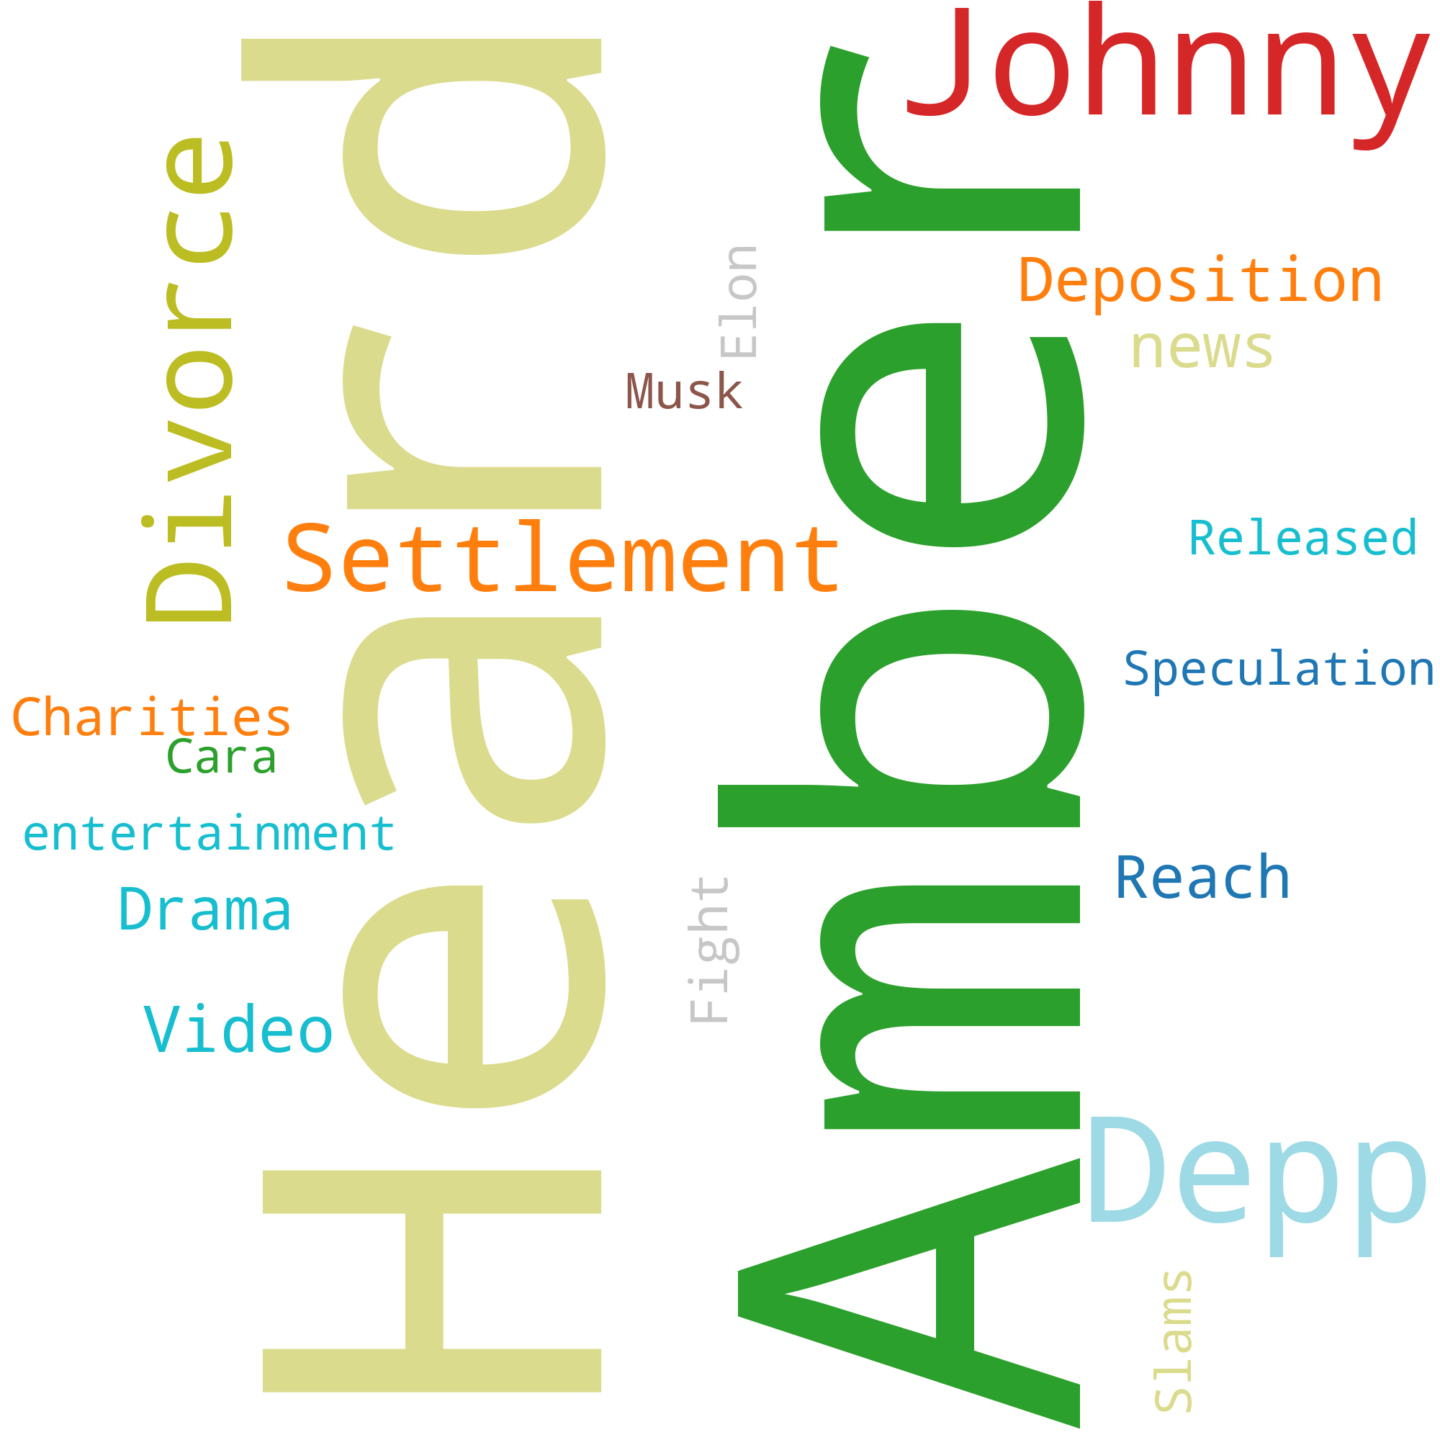 Johnny
Heard
Amber
Divorce
Elon
Deposition
news
Musk
Settlement
Released
Speculation
Charities
Cara
entertainment
Reach
Drama
Fight
Video
Depp
Slams